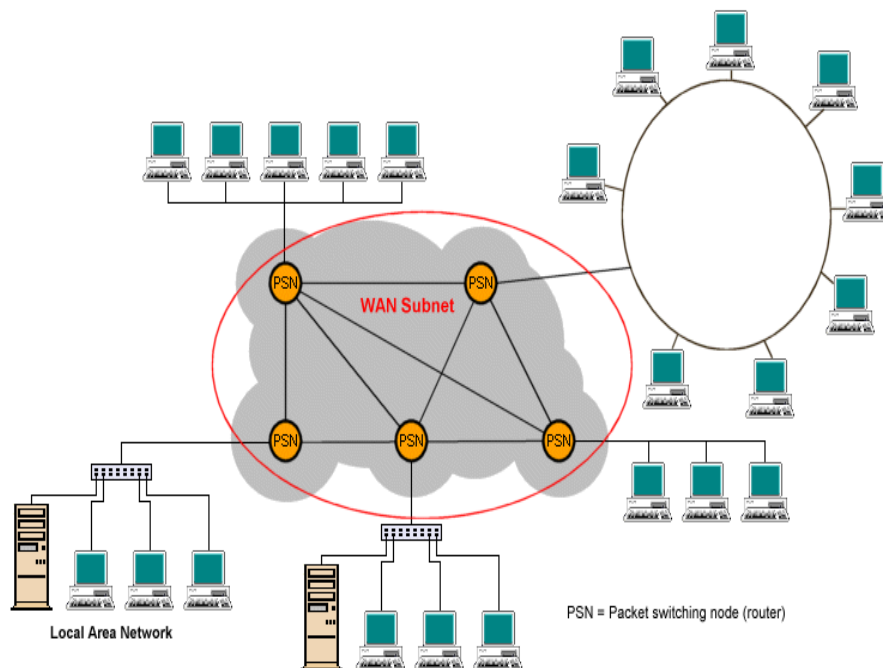 PSN
PSN
WAN Subnet
PSN
PSN
PSN
Local Area Network
PSN = Packet switching node (router)